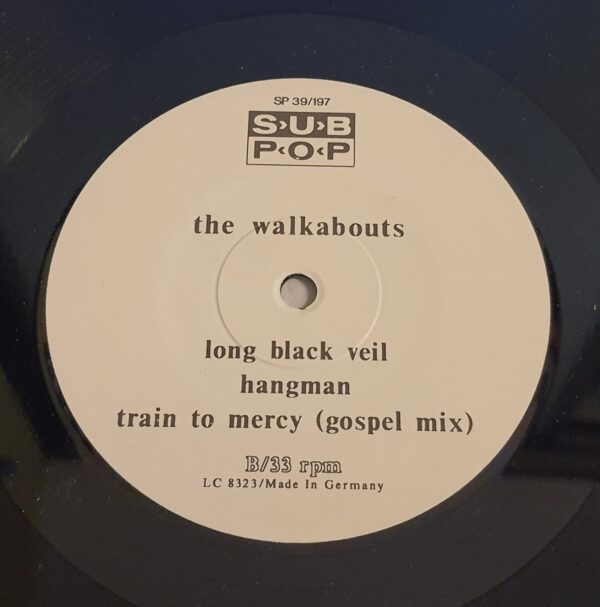 SP 39/197
S›U›B
P‹O‹P
the walkabouts
long black veil
hangman
train to mercy (gospel mix)
B/33 rpm
LC 8323/Made In Germany